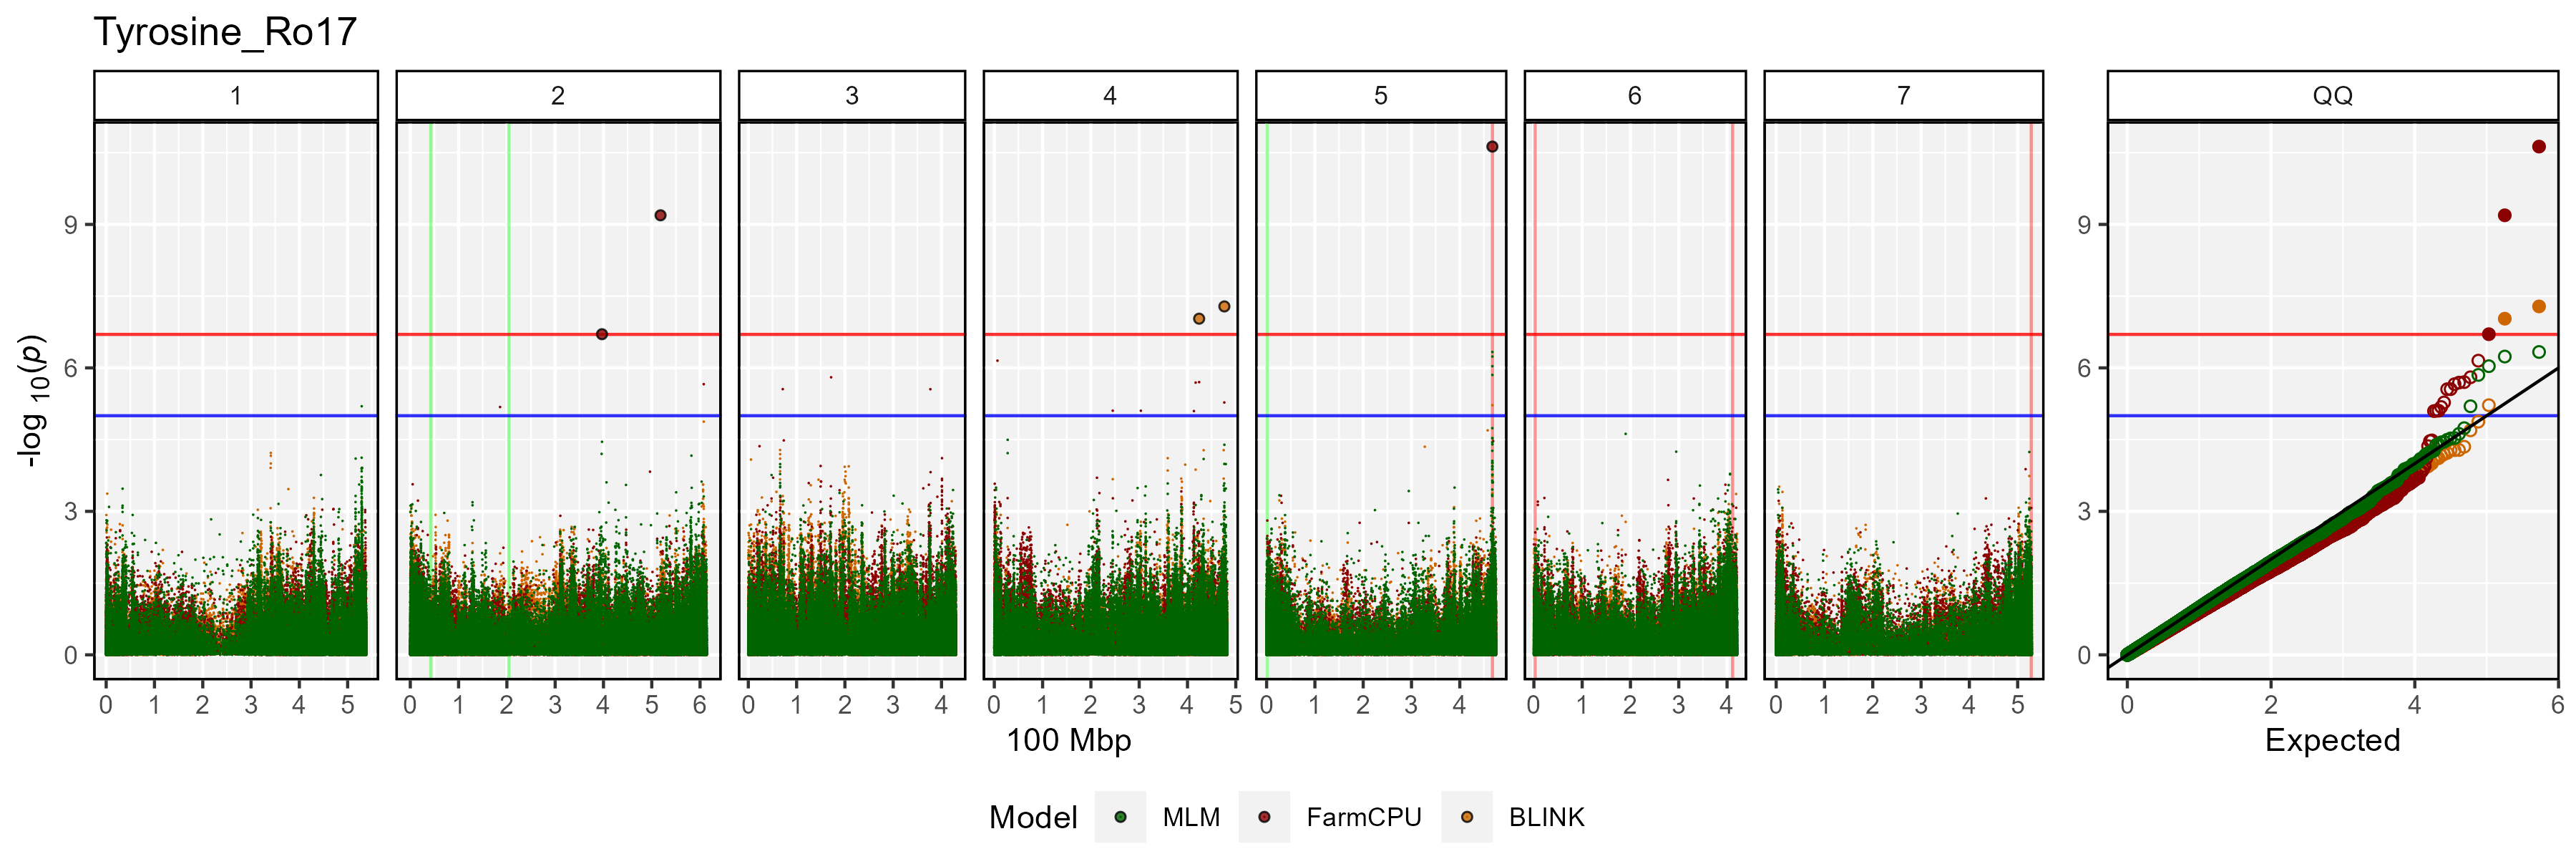 Tyrosine_Ro17
1 2 3 4 5 6 7 QQ
-log 10(p)
9 9
6 6
3 3
0 0
0 1 2 3 4 5 0 1 2 3 4 5 6 0 1 2 3 4 0 1 2 3 4 5 0 1 2 3 4 0 1 2 3 4 0 1 2 3 4 5 0 2 4 6
100 Mbp Expected
Model MLM FarmCPU BLINK